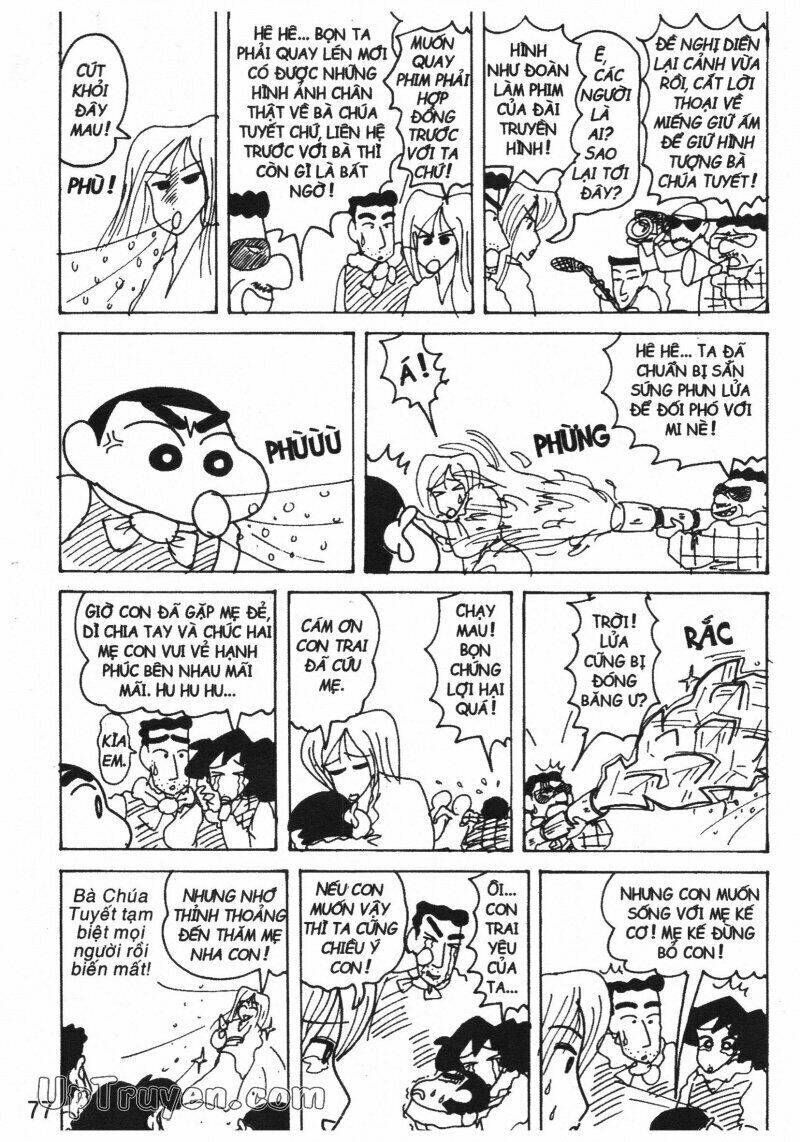 ĐỀ NGHỊ DIỄN
LẠI CẢNH VỪA
RỒI, CẮT LỜI
THOẠI VỀ
MIẾNG GIỮ ẤM
ĐỂ GIỮ HÌNH
TƯỢNG BÀ
CHÚA TUYẾT!
Ê,
CÁC
NGƯỜI
LÀ
AI?
SAO
LẠI TỚI
ĐÂY?
HÌNH
NHƯ ĐOÀN
LÀM PHIM
CỦA ĐÀI
TRUYỀN
HÌNH!
MUỐN
QUAY
PHIM PHẢI
HỢP
ĐỒNG
TRƯỚC
VỚI TA
CHỨ!
HÊ HÊ... BỌN TA
PHẢI QUAY LÉN MỚI
CÓ ĐƯỢC NHỮNG
HÌNH ẢNH CHÂN
THẬT VỀ BÀ CHÚA
TUYẾT CHỨ, LIÊN HỆ
TRƯỚC VỚI BÀ THÌ
CÒN GÌ LÀ BẤT
NGỜ!
CÚT
KHỎI
ĐÂY
MAU!
PHÙ!
HÊ HÊ... TA ĐÃ
CHUẨN BỊ SẴN
SÚNG PHUN LỬA
ĐỂ ĐỐI PHÓ VỚI
MI NÈ!
PHỪNG
Á!
PHÙÙÙ
RẮC
TRỜI!
LỬA
CŨNG BỊ
ĐÓNG
BĂNG Ư?
CHẠY
MAU!
BỌN
CHÚNG
LỢI HẠI
QUÁ!
CÁM ƠN
CON TRAI
ĐÃ CỨU
MẸ.
GIỜ CON ĐÃ GẶP MẸ ĐẺ,
DÌ CHIA TAY VÀ CHÚC HAI
MẸ CON VUI VẺ HẠNH
PHÚC BÊN NHAU MÃI
MÃI. HU HU HU...
KÌA
EM.
NHƯNG CON MUỐN
SỐNG VỚI MẸ KẾ
CƠ! MẸ KẾ ĐỪNG
BỎ CON!
ÔI...
CON
TRAI
YÊU
CỦA
TA...
NẾU CON
MUỐN VẬY
THÌ TA CŨNG
CHIỀU Ý
CON!
NHƯNG NHỚ
THỈNH THOẢNG
ĐẾN THĂM MẸ
NHA CON!
Bà Chúa
Tuyết tạm
biệt mọi
người rồi
biến mất!
77
UpTruyen.com